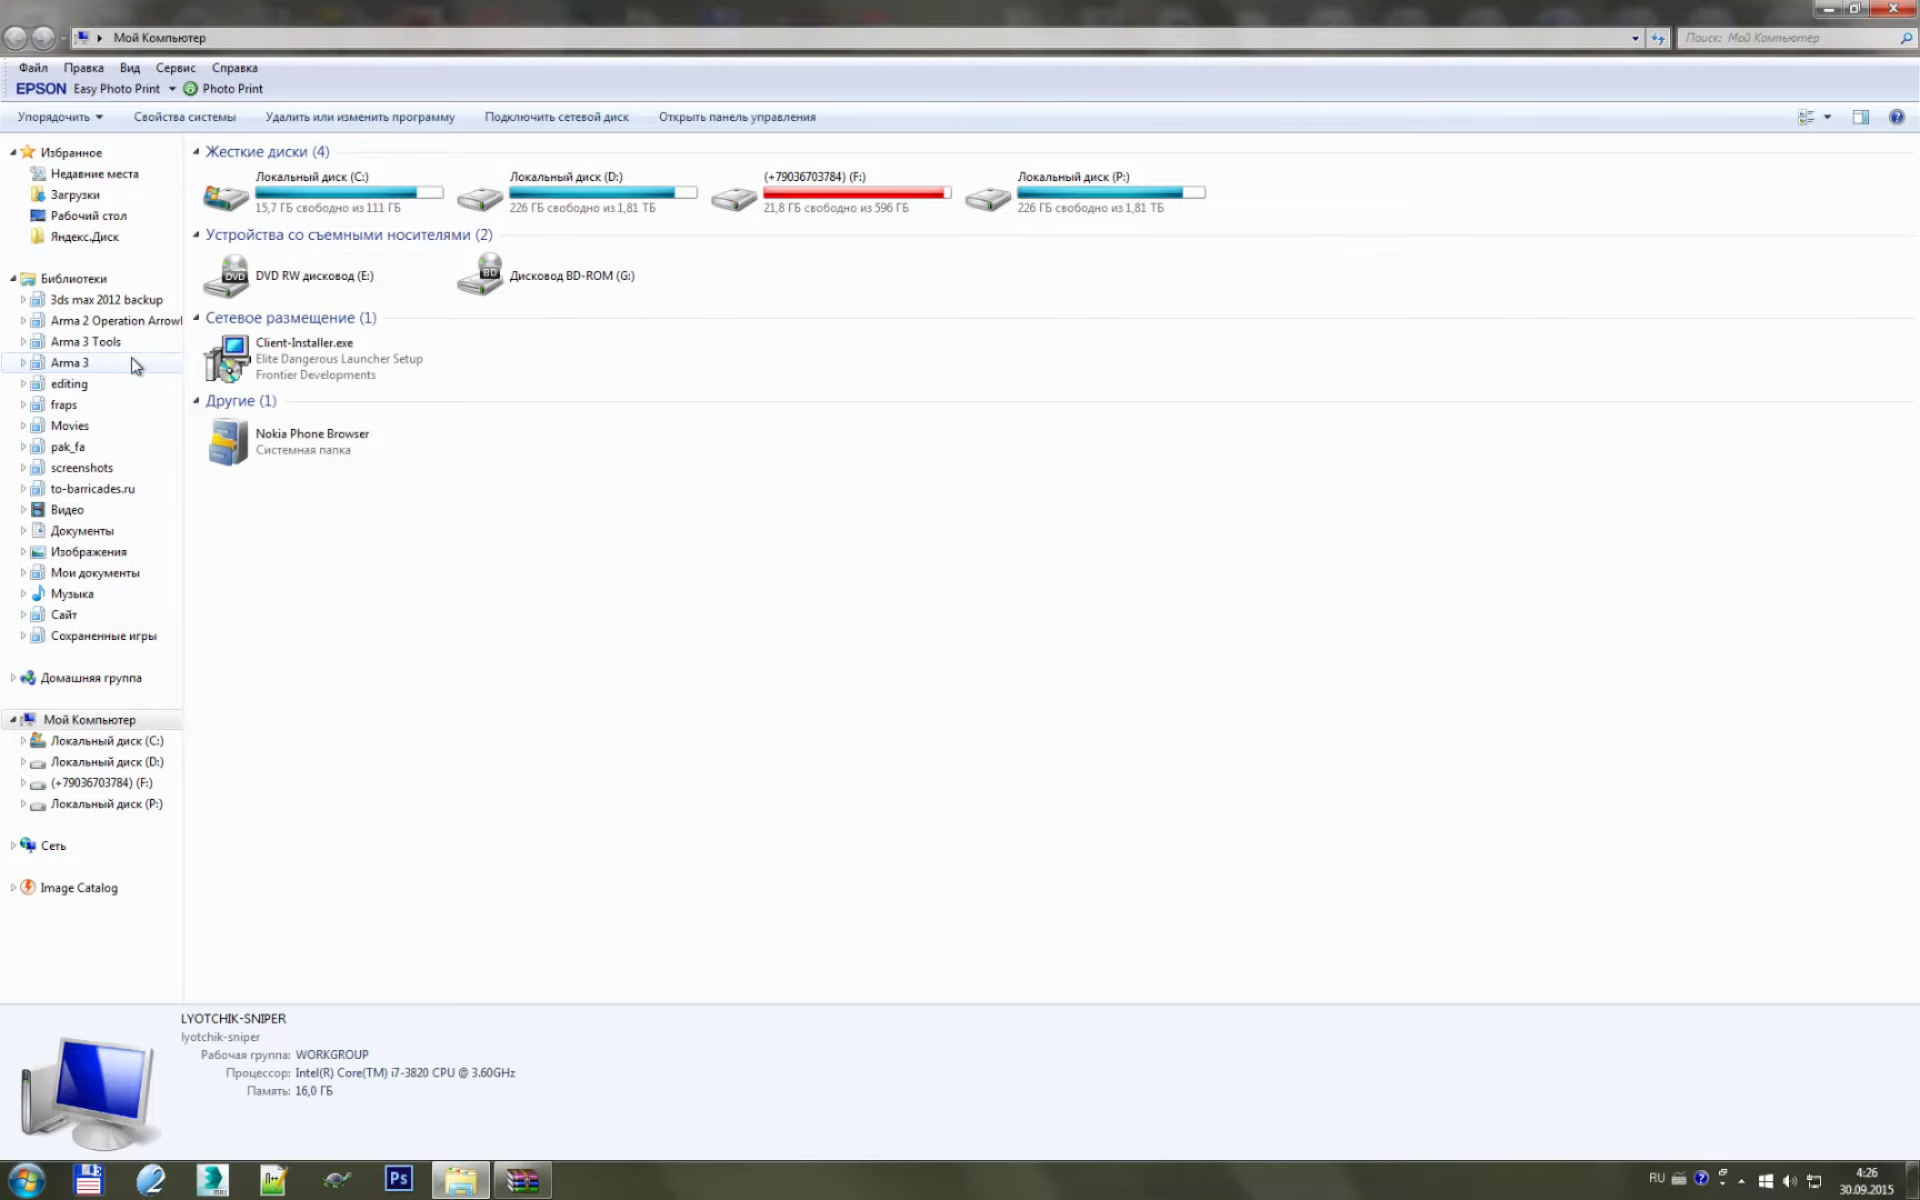 Мой Компьютер
Поиск: Мой Компьютер
Файл Правка Вид Сервис Справка
EPSON Easy Photo Print Photo Print
Упорядочить Свойства системы Удалить или изменить программу Подключить сетевой диск Открыть панель управления
Избранное
Недавние места
Загрузки
Рабочий стол
Яндекс.Диск
Библиотеки
3ds max 2012 backup
Arma 2 Operation Arrowl
Arma 3 Tools
Arma 3
editing
fraps
Movies
pak_fa
screenshots
to-barricades.ru
Видео
Документы
Изображения
Мои документы
Музыка
Сайт
Сохраненные игры
Домашняя группа
Мой Компьютер
Локальный диск (C:)
Локальный диск (D:)
(+79036703784) (F:)
Локальный диск (P:)
Сеть
Image Catalog
Жесткие диски (4)
Локальный диск (C:)
15,7 ГБ свободно из 111 ГБ
Локальный диск (D:)
226 ГБ свободно из 1,81 ТБ
(+79036703784) (F:)
21,8 ГБ свободно из 596 ГБ
Локальный диск (P:)
226 ГБ свободно из 1,81 ТБ
Устройства со съемными носителями (2)
DVD
DVD RW дисковод (E:)
BD
Дисковод BD-ROM (G:)
Сетевое размещение (1)
Client-Installer.exe
Elite Dangerous Launcher Setup
Frontier Developments
Другие (1)
Nokia Phone Browser
Системная папка
LYOTCHIK-SNIPER
lyotchik-sniper
Рабочая группа: WORKGROUP
Процессор: Intel(R) Core(TM) i7-3820 CPU @ 3.60GHz
Память: 16,0 ГБ
Ps
RU
4:26
30.09.2015